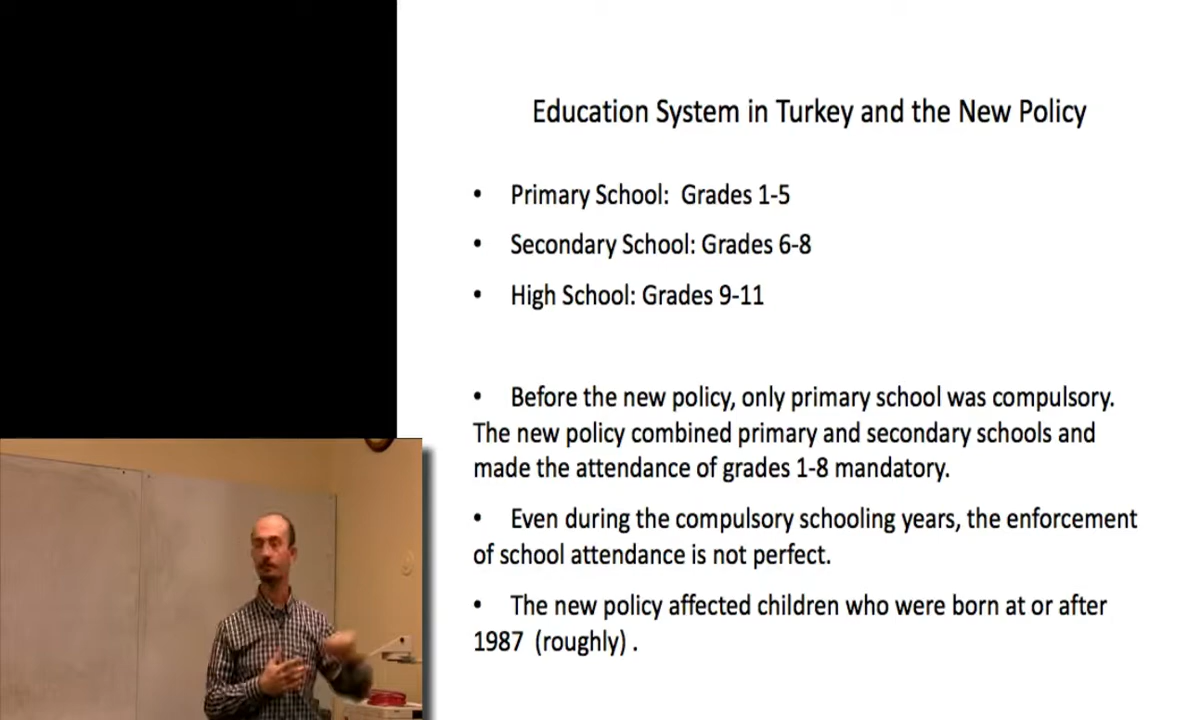 Education System in Turkey and the New Policy
• Primary School: Grades 1-5
• Secondary School: Grades 6-8
• High School: Grades 9-11
• Before the new policy, only primary school was compulsory.
The new policy combined primary and secondary schools and
made the attendance of grades 1-8 mandatory.
• Even during the compulsory schooling years, the enforcement
of school attendance is not perfect.
• The new policy affected children who were born at or after
1987 (roughly) .